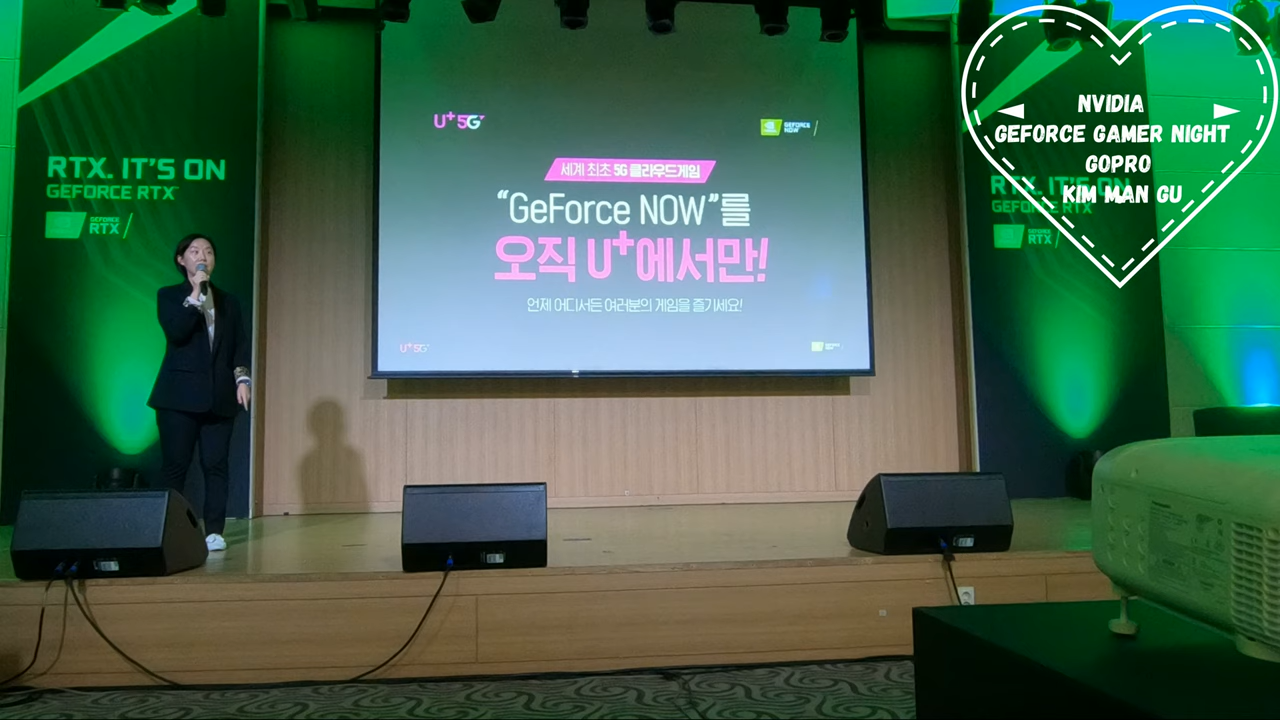 RTX. IT'S ON
GEFORCE RTX
GEFORCE
RTX
U+5G
GEFORCE
NOW
세계 최초 5G 클라우드게임
"GeForce NOW"를
오직 U+에서만!
언제 어디서든 여러분의 게임을 즐기세요!
U+5G
NVIDIA
GEFORCE GAMER NIGHT
GOPRO
KIM MAN GU
RTX. IT'S ON
GEFORCE RTX
GEFORCE
RTX